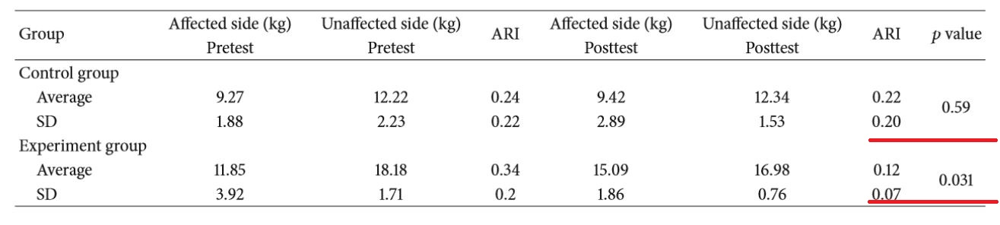 Group Affected side (kg) Pretest Unaffected side (kg) Pretest ARI Affected side (kg) Posttest Unaffected side (kg) Posttest ARI p value
Control group
Average 9.27 12.22 0.24 9.42 12.34 0.22 0.59
SD 1.88 2.23 0.22 2.89 1.53 0.20
Experiment group
Average 11.85 18.18 0.34 15.09 16.98 0.12 0.031
SD 3.92 1.71 0.2 1.86 0.76 0.07